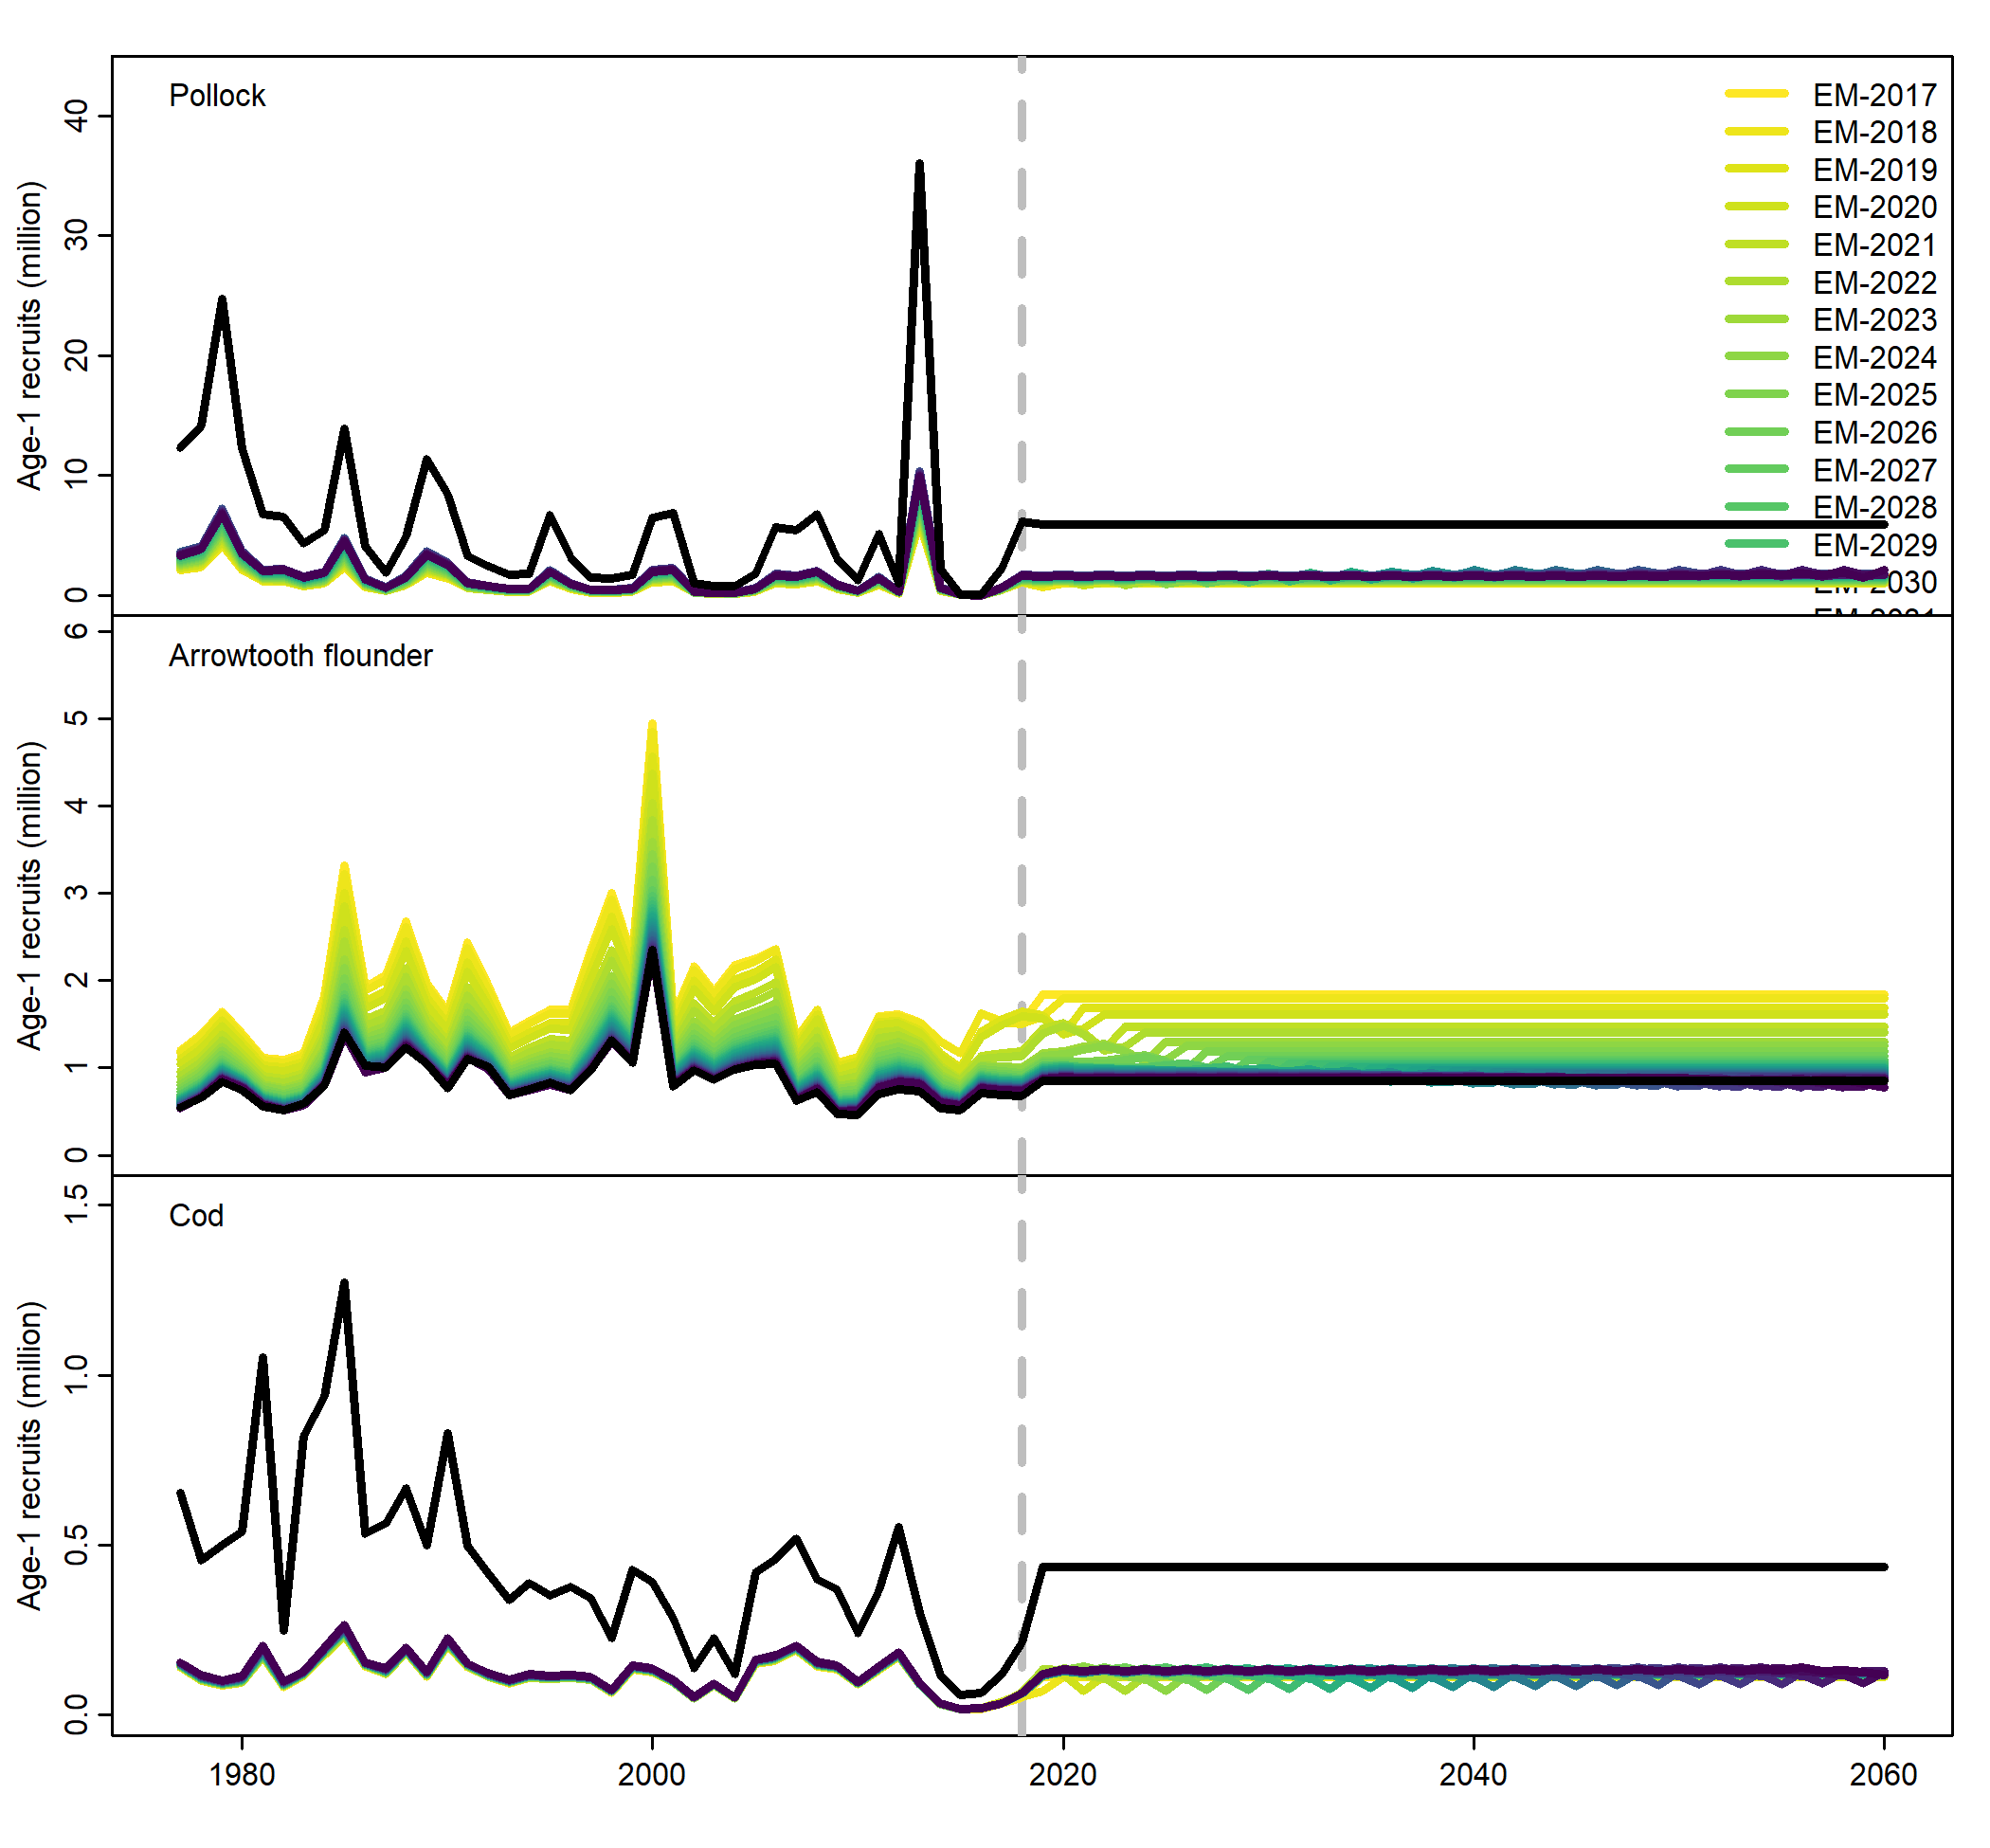 Pollock
Age-1 recruits (million)
40
30
20
10
0
EM-2017
EM-2018
EM-2019
EM-2020
EM-2021
EM-2022
EM-2023
EM-2024
EM-2025
EM-2026
EM-2027
EM-2028
EM-2029
EM-2030
Arrowtooth flounder
Age-1 recruits (million)
6
5
4
3
2
1
0
Cod
Age-1 recruits (million)
1.5
1.0
0.5
0.0
1980 2000 2020 2040 2060